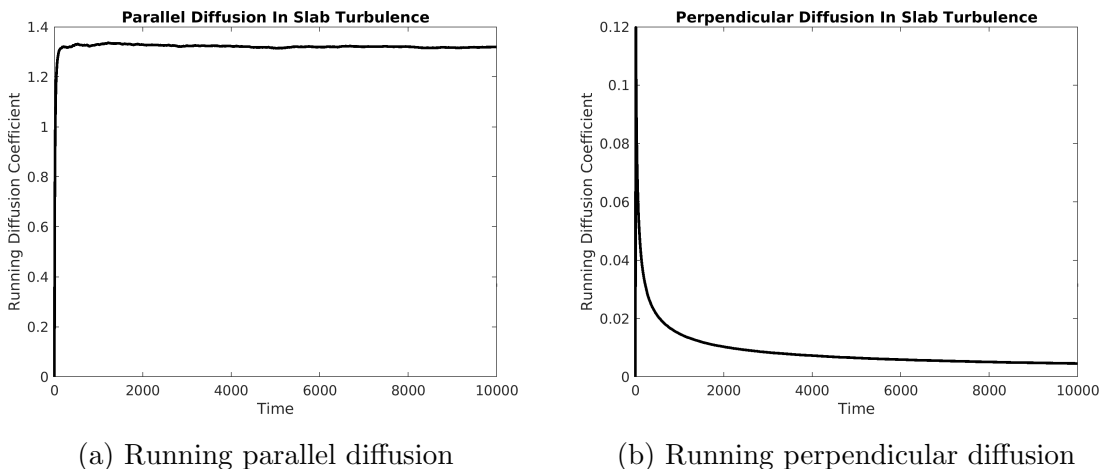 Parallel Diffusion In Slab Turbulence
1.4
1.2
1
0.8
0.6
0.4
0.2
0
Running Diffusion Coefficient
0 2000 4000 6000 8000 10000
Time
(a) Running parallel diffusion
Perpendicular Diffusion In Slab Turbulence
0.12
0.1
0.08
0.06
0.04
0.02
0
Running Diffusion Coefficient
0 2000 4000 6000 8000 10000
Time
(b) Running perpendicular diffusion